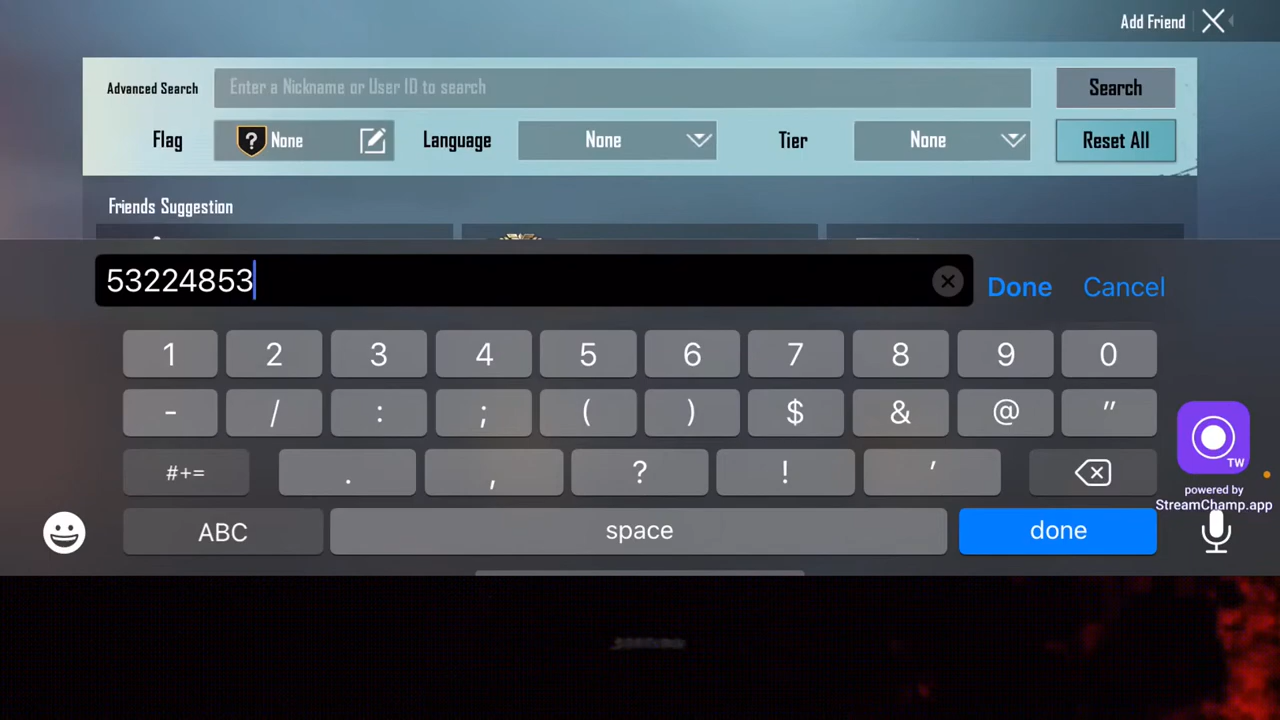 Add Friend
Advanced Search Enter a Nickname or User ID to search Search
Flag ? None Language None Tier None Reset All
Friends Suggestion
53224853 Done Cancel
1 2 3 4 5 6 7 8 9 0
- / : ; ( ) $ & @ "
#+= . , ? ! '
TW
powered by
StreamChamp.app
ABC space done